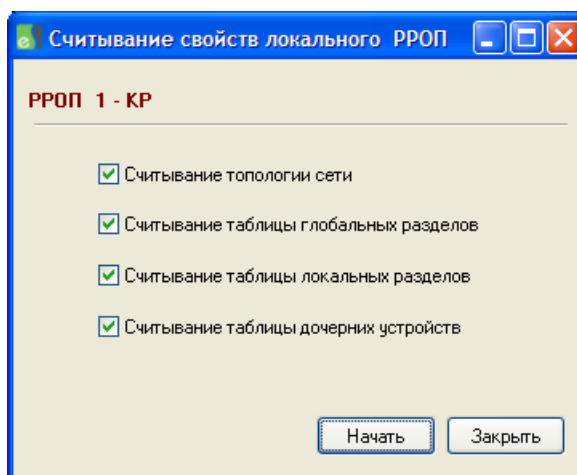 Считывание свойств локального РРОП
РРОП 1 - КР
Считывание топологии сети
Считывание таблицы глобальных разделов
Считывание таблицы локальных разделов
Считывание таблицы дочерних устройств
Начать
Закрыть